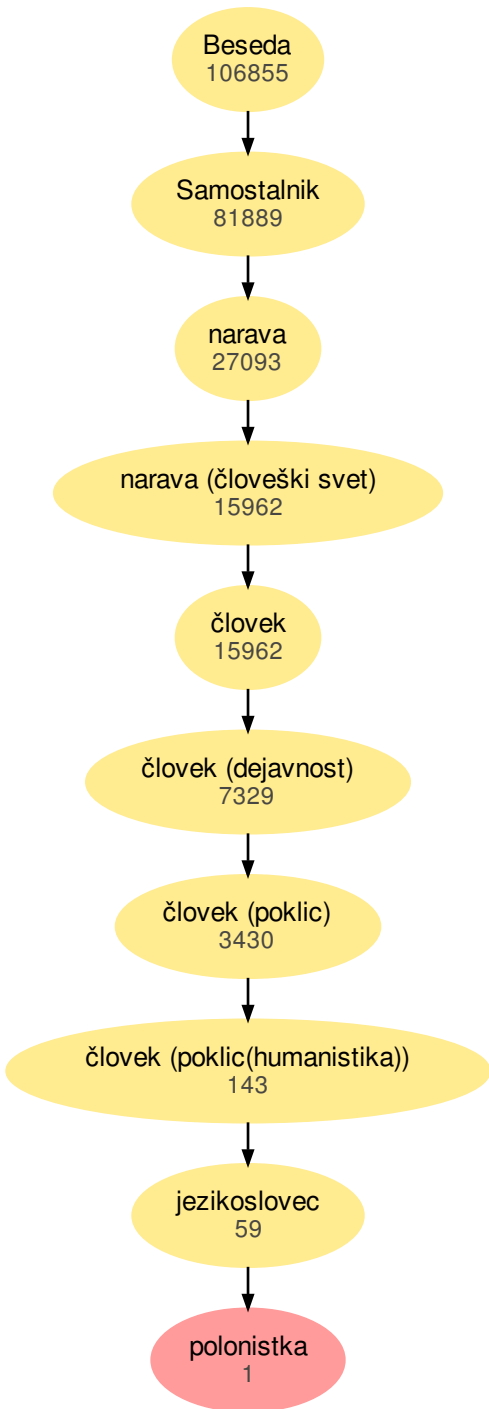 Beseda
106855
Samostalnik
81889
narava
27093
narava (človeški svet)
15962
človek
15962
človek (dejavnost)
7329
človek (poklic)
3430
človek (poklic(humanistika))
143
jezikoslovec
59
polonistka
1